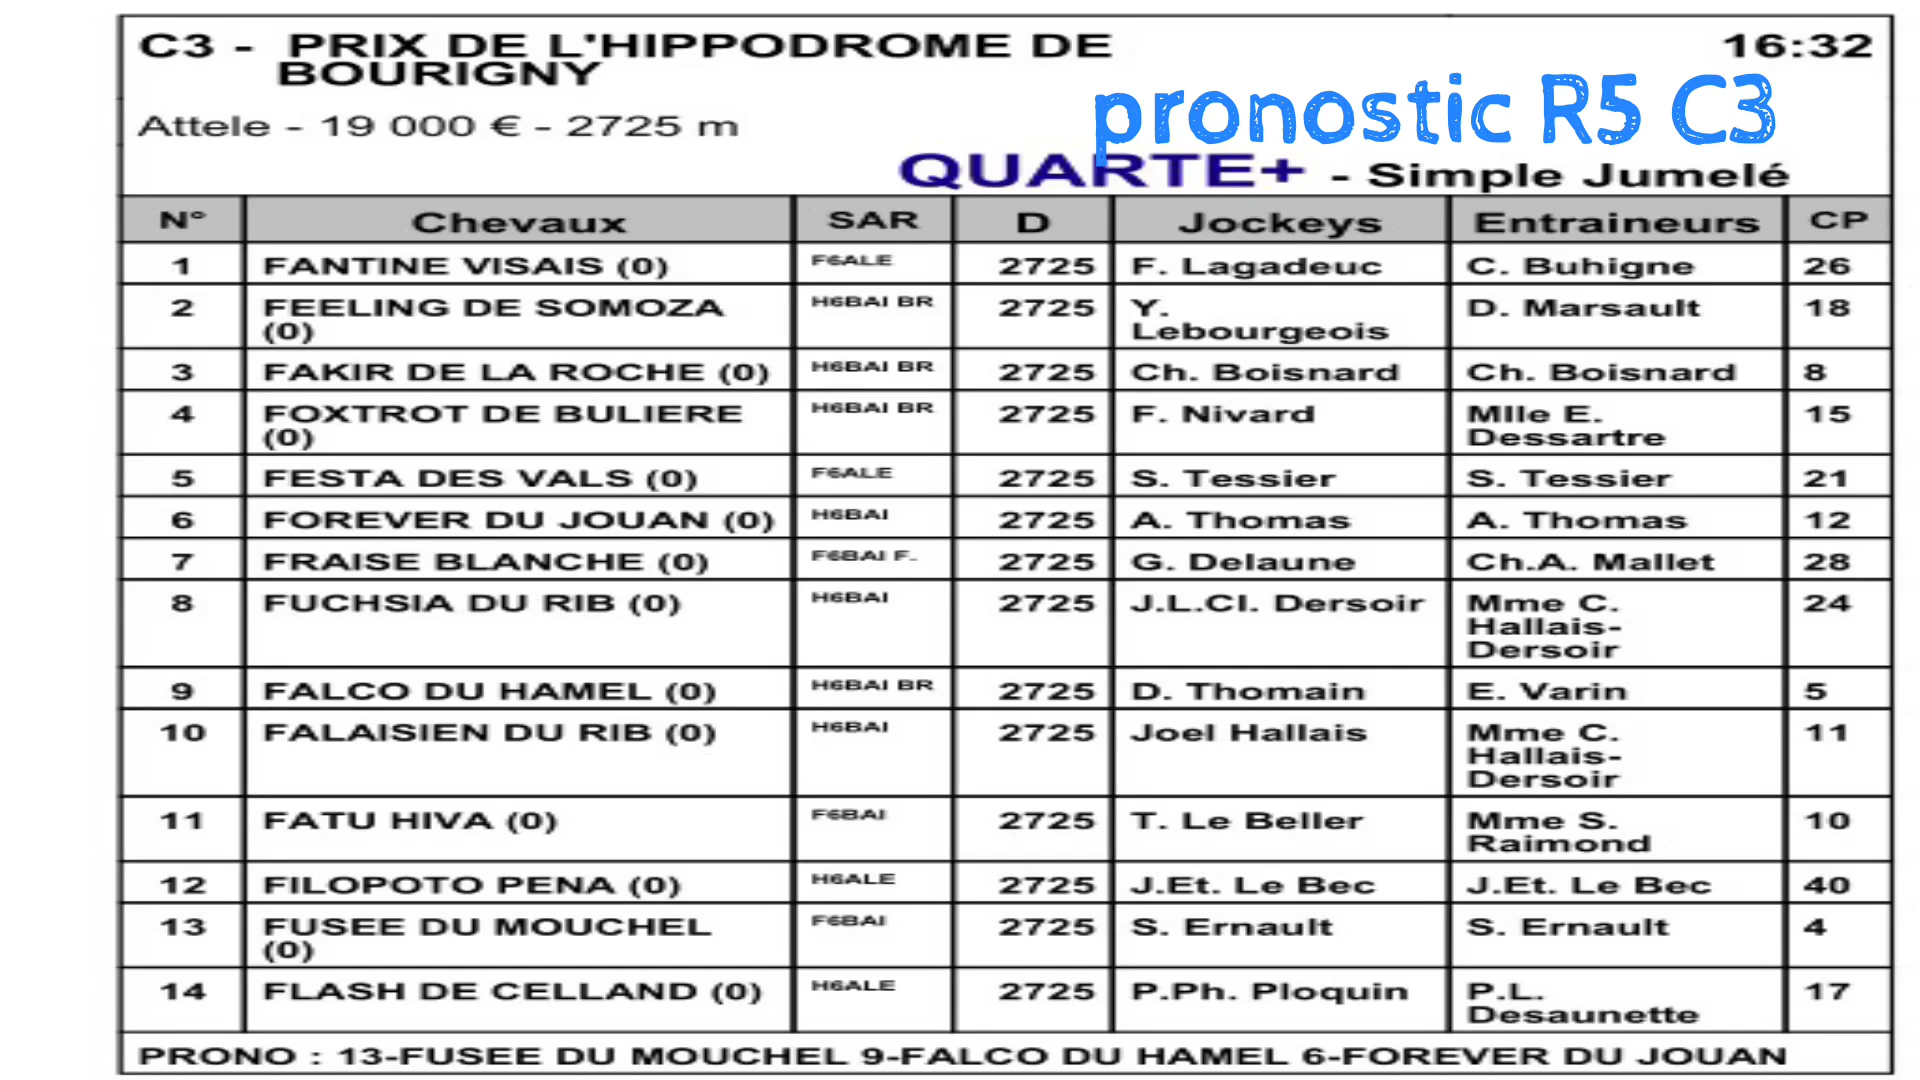 C3 - PRIX DE L'HIPPODROME DE 16:32
BOURIGNY
pronostic R5 C3
Attele - 19 000 € - 2725 m
QUARTE+ - Simple Jumelé
N° Chevaux SAR D Jockeys Entraineurs CP
1 FANTINE VISAIS (0) F6ALE 2725 F. Lagadeuc C. Buhigne 26
2 FEELING DE SOMOZA H6BAI BR 2725 Y. D. Marsault 18
(0) Lebourgeois
3 FAKIR DE LA ROCHE (0) H6BAI BR 2725 Ch. Boisnard Ch. Boisnard 8
4 FOXTROT DE BULIERE H6BAI BR 2725 F. Nivard Mlle E. 15
(0) Dessartre
5 FESTA DES VALS (0) F6ALE 2725 S. Tessier S. Tessier 21
6 FOREVER DU JOUAN (0) H6BAI 2725 A. Thomas A. Thomas 12
7 FRAISE BLANCHE (0) F6BAI F. 2725 G. Delaune Ch.A. Mallet 28
8 FUCHSIA DU RIB (0) H6BAI 2725 J.L.Cl. Dersoir Mme C. 24
Hallais-
Dersoir
9 FALCO DU HAMEL (0) H6BAI BR 2725 D. Thomain E. Varin 5
10 FALAISIEN DU RIB (0) H6BAI 2725 Joel Hallais Mme C. 11
Hallais-
Dersoir
11 FATU HIVA (0) F6BAI 2725 T. Le Beller Mme S. 10
Raimond
12 FILOPOTO PENA (0) H6ALE 2725 J.Et. Le Bec J.Et. Le Bec 40
13 FUSEE DU MOUCHEL F6BAI 2725 S. Ernault S. Ernault 4
(0)
14 FLASH DE CELLAND (0) H6ALE 2725 P.Ph. Ploquin P.L. 17
Desaunette
PRONO : 13-FUSEE DU MOUCHEL 9-FALCO DU HAMEL 6-FOREVER DU JOUAN